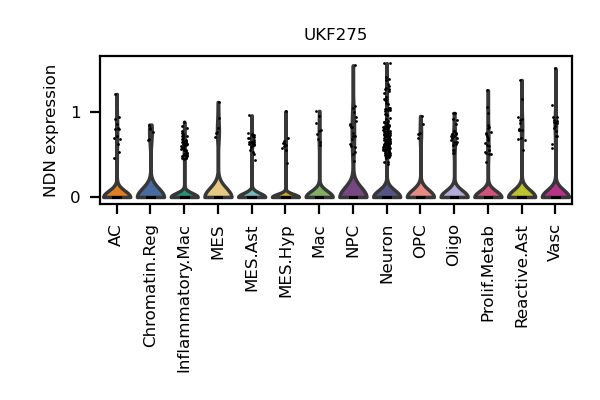 UKF275
NDN expression
1
0
AC
Chromatin.Reg
Inflammatory.Mac
MES
MES.Ast
MES.Hyp
Mac
NPC
Neuron
OPC
Oligo
Prolif.Metab
Reactive.Ast
Vasc